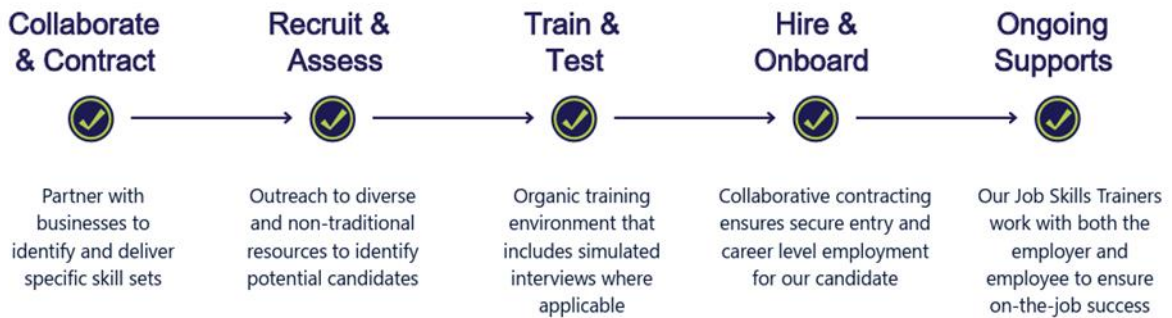 Collaborate
& Contract
Recruit &
Assess
Train &
Test
Hire &
Onboard
Ongoing
Supports
Partner with
businesses to
identify and deliver
specific skill sets
Outreach to diverse
and non-traditional
resources to identify
potential candidates
Organic training
environment that
includes simulated
interviews where
applicable
Collaborative contracting
ensures secure entry and
career level employment
for our candidate
Our Job Skills Trainers
work with both the
employer and
employee to ensure
on-the-job success